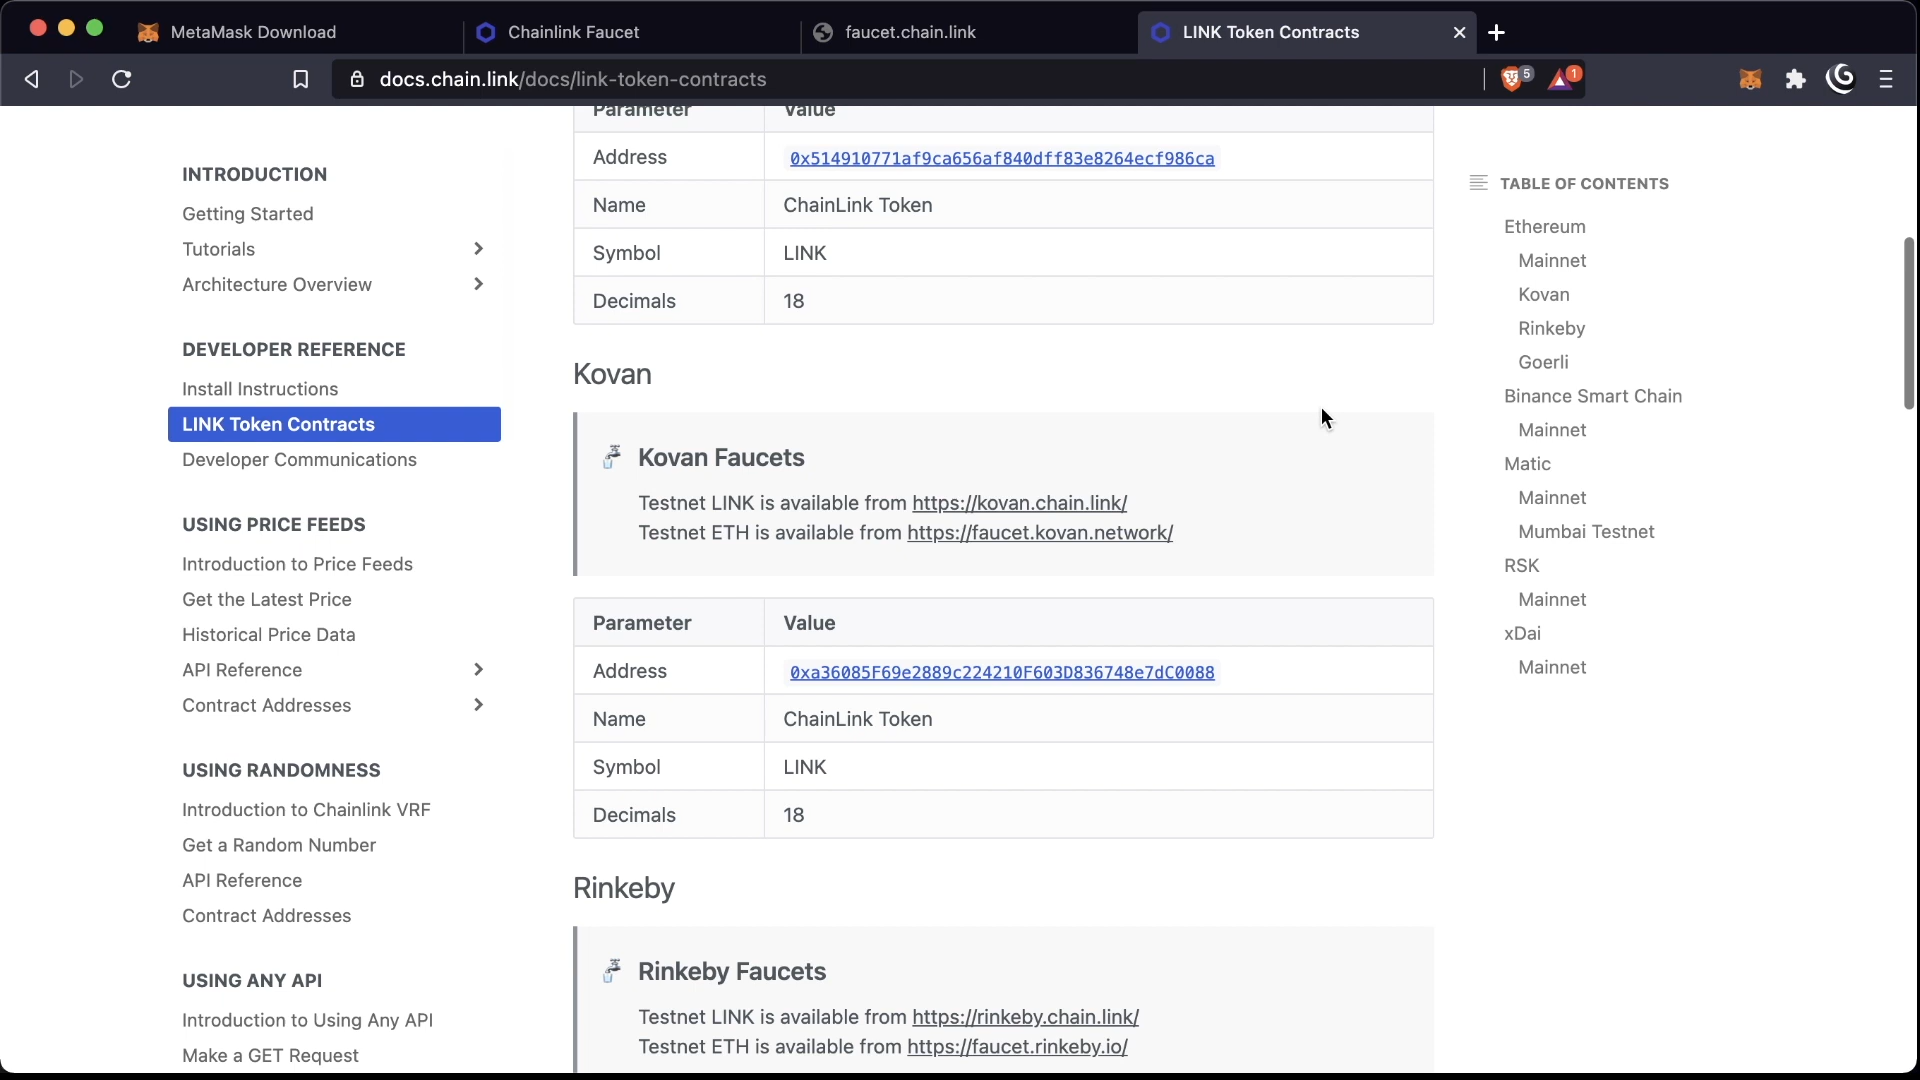 MetaMask Download
Chainlink Faucet
faucet.chain.link
LINK Token Contracts
docs.chain.link/docs/link-token-contracts
5
1
INTRODUCTION
Getting Started
Tutorials
Architecture Overview
DEVELOPER REFERENCE
Install Instructions
LINK Token Contracts
Developer Communications
USING PRICE FEEDS
Introduction to Price Feeds
Get the Latest Price
Historical Price Data
API Reference
Contract Addresses
USING RANDOMNESS
Introduction to Chainlink VRF
Get a Random Number
API Reference
Contract Addresses
USING ANY API
Introduction to Using Any API
Make a GET Request
Parameter Value
Address 0x514910771af9ca656af840dff83e8264ecf986ca
Name ChainLink Token
Symbol LINK
Decimals 18
Kovan
Kovan Faucets
Testnet LINK is available from https://kovan.chain.link/
Testnet ETH is available from https://faucet.kovan.network/
Parameter Value
Address 0xa36085F69e2889c224210F603D836748e7dC0088
Name ChainLink Token
Symbol LINK
Decimals 18
Rinkeby
Rinkeby Faucets
Testnet LINK is available from https://rinkeby.chain.link/
Testnet ETH is available from https://faucet.rinkeby.io/
TABLE OF CONTENTS
Ethereum
Mainnet
Kovan
Rinkeby
Goerli
Binance Smart Chain
Mainnet
Matic
Mainnet
Mumbai Testnet
RSK
Mainnet
xDai
Mainnet